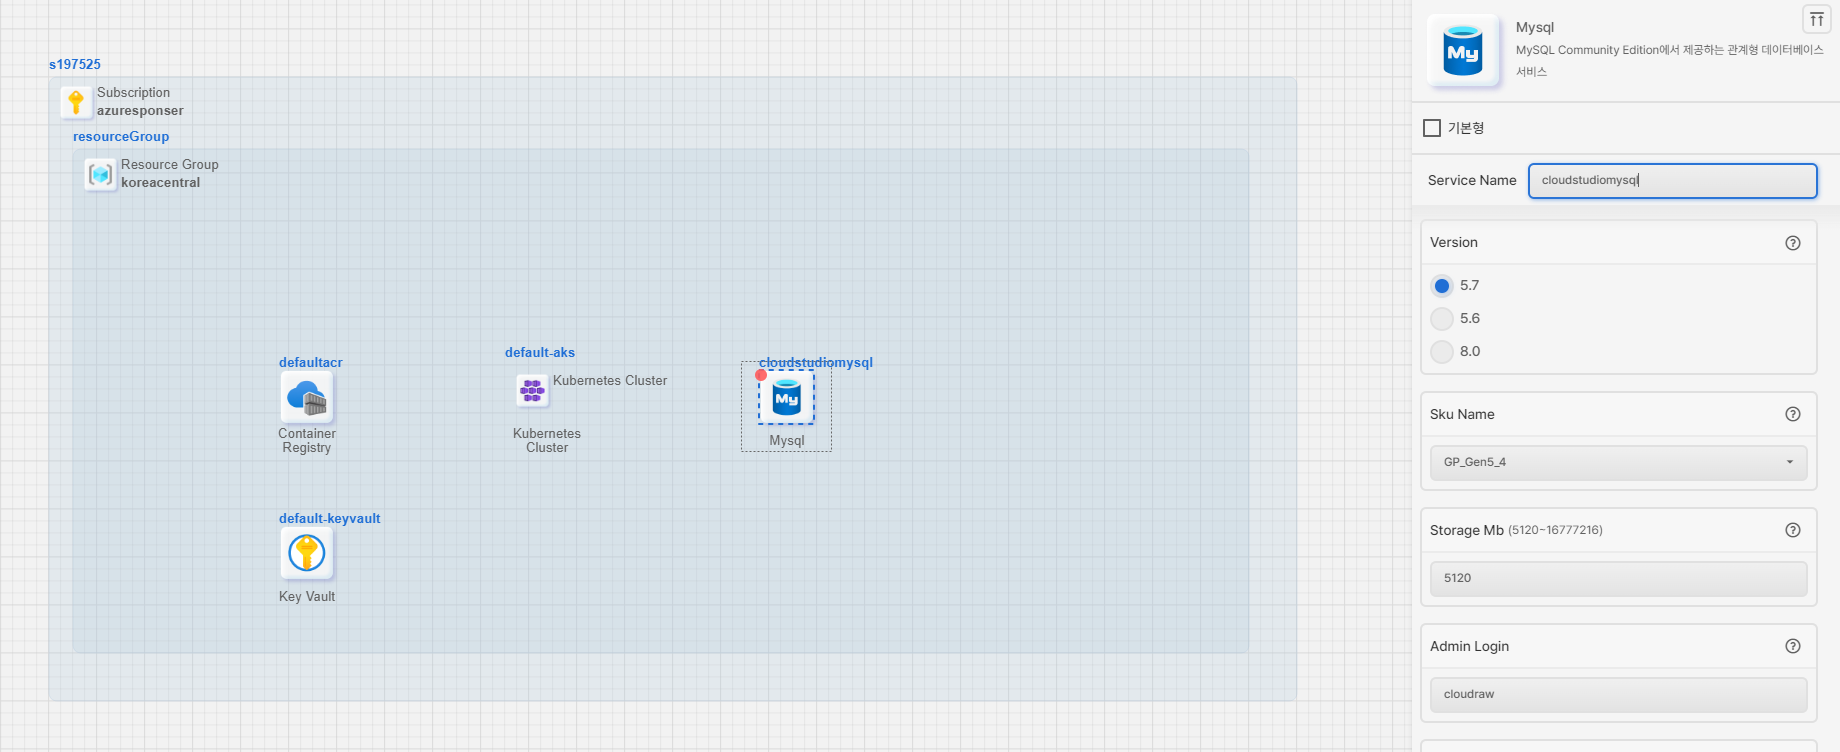 s197525
Subscription
azuresponser
resourceGroup
Resource Group
koreacentral
defaultacr
Container
Registry
default-aks
Kubernetes Cluster
Kubernetes
Cluster
cloudstudiomysql
My
Mysql
default-keyvault
Key Vault
My
Mysql
MySQL Community Edition에서 제공하는 관계형 데이터베이스
서비스
기본형
Service Name
cloudstudiomysql
Version
5.7
5.6
8.0
Sku Name
GP_Gen5_4
Storage Mb (5120~16777216)
5120
Admin Login
cloudraw